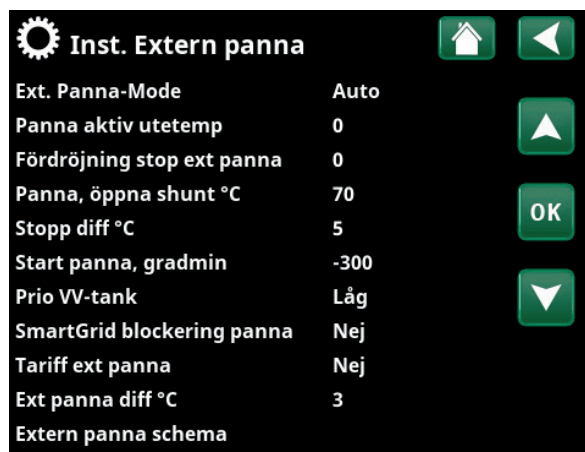 Inst. Extern panna
Ext. Panna-Mode Auto
Panna aktiv utetemp 0
Fördröjning stop ext panna 0
Panna, öppna shunt °C 70
Stopp diff °C 5
OK
Start panna, gradmin -300
Prio VV-tank Låg
SmartGrid blockering panna Nej
Tariff ext panna Nej
Ext panna diff °C 3
Extern panna schema